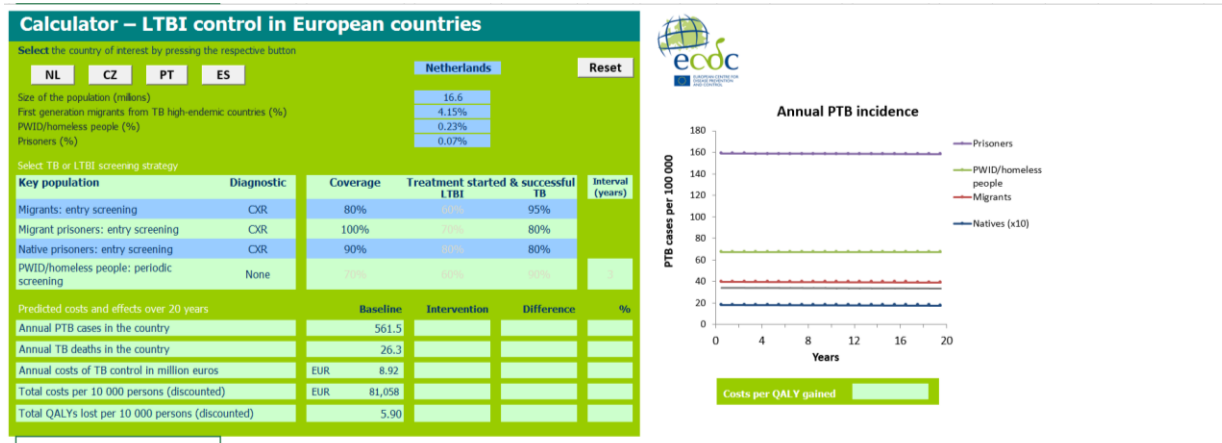 Calculator – LTBI control in European countries
Select the country of interest by pressing the respective button
NL CZ PT ES Netherlands Reset
Size of the population (millions) 16.6
First generation migrants from TB high-endemic countries (%) 4.15%
PWID/homeless people (%) 0.23%
Prisoners (%) 0.07%
Select TB or LTBI screening strategy
Key population Diagnostic Coverage Treatment started & successful Interval
LTBI TB (years)
Migrants: entry screening CXR 80% 60% 95%
Migrant prisoners: entry screening CXR 100% 70% 80%
Native prisoners: entry screening CXR 90% 80% 80%
PWID/homeless people: periodic
screening None 70% 60% 90% 3
Predicted costs and effects over 20 years Baseline Intervention Difference %
Annual PTB cases in the country 561.5
Annual TB deaths in the country 26.3
Annual costs of TB control in million euros EUR 8.92
Total costs per 10 000 persons (discounted) EUR 81,058
Total QALYs lost per 10 000 persons (discounted) 5.90
ecdc
EUROPEAN CENTRE FOR
DISEASE PREVENTION
AND CONTROL
Annual PTB incidence
PTB cases per 100 000
180
160
140
120
100
80
60
40
20
0
0 4 8 12 16 20
Years
Prisoners
PWID/homeless
people
Migrants
Natives (x10)
Costs per QALY gained